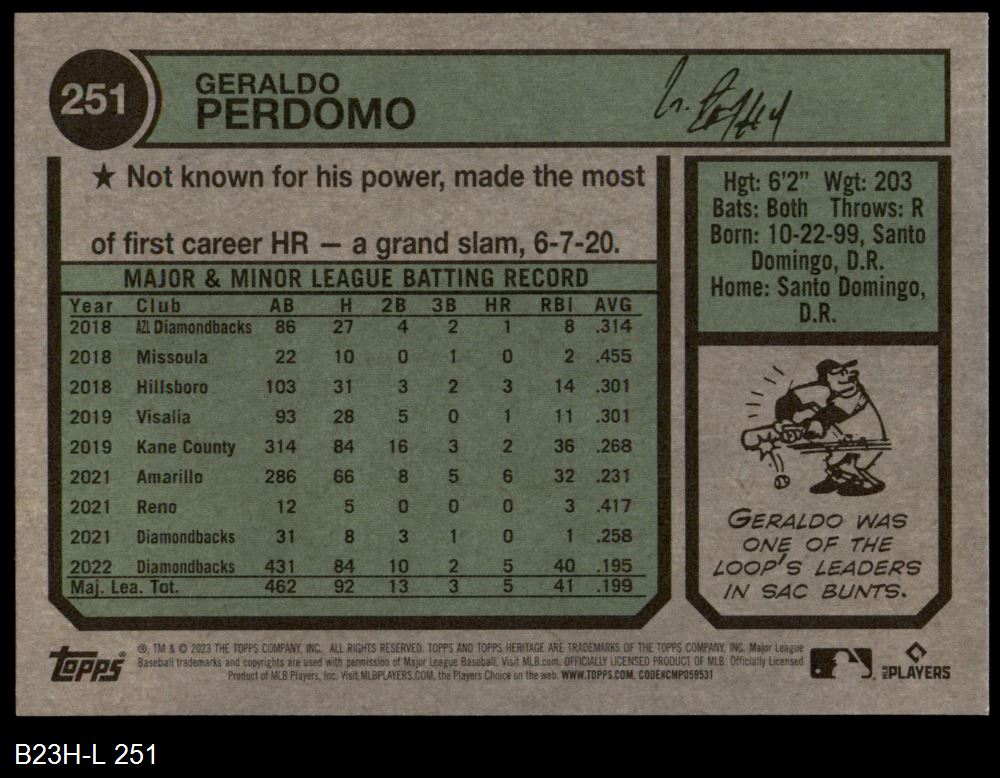 251
GERALDO
PERDOMO
★ Not known for his power, made the most
of first career HR — a grand slam, 6-7-20.
MAJOR & MINOR LEAGUE BATTING RECORD
Year Club AB H 2B 3B HR RBI AVG
2018 AZL Diamondbacks 86 27 4 2 1 8 .314
2018 Missoula 22 10 0 1 0 2 .455
2018 Hillsboro 103 31 3 2 3 14 .301
2019 Visalia 93 28 5 0 1 11 .301
2019 Kane County 314 84 16 3 2 36 .268
2021 Amarillo 286 66 8 5 6 32 .231
2021 Reno 12 5 0 0 0 3 .417
2021 Diamondbacks 31 8 3 1 0 1 .258
2022 Diamondbacks 431 84 10 2 5 40 .195
Maj. Lea. Tot. 462 92 13 3 5 41 .199
Hgt: 6'2" Wgt: 203
Bats: Both Throws: R
Born: 10-22-99, Santo
Domingo, D.R.
Home: Santo Domingo,
D.R.
GERALDO WAS
ONE OF THE
LOOP'S LEADERS
IN SAC BUNTS.
Topps
®, TM & © 2023 THE TOPPS COMPANY, INC. ALL RIGHTS RESERVED. TOPPS AND TOPPS HERITAGE ARE TRADEMARKS OF THE TOPPS COMPANY, INC. Major League
Baseball trademarks and copyrights are used with permission of Major League Baseball. Visit MLB.com. OFFICIALLY LICENSED PRODUCT OF MLB. Officially Licensed
Product of MLB Players, Inc. Visit MLBPLAYERS.COM, the Players Choice on the web. WWW.TOPPS.COM. CODE#CMP059531
MLB PLAYERS
B23H-L 251